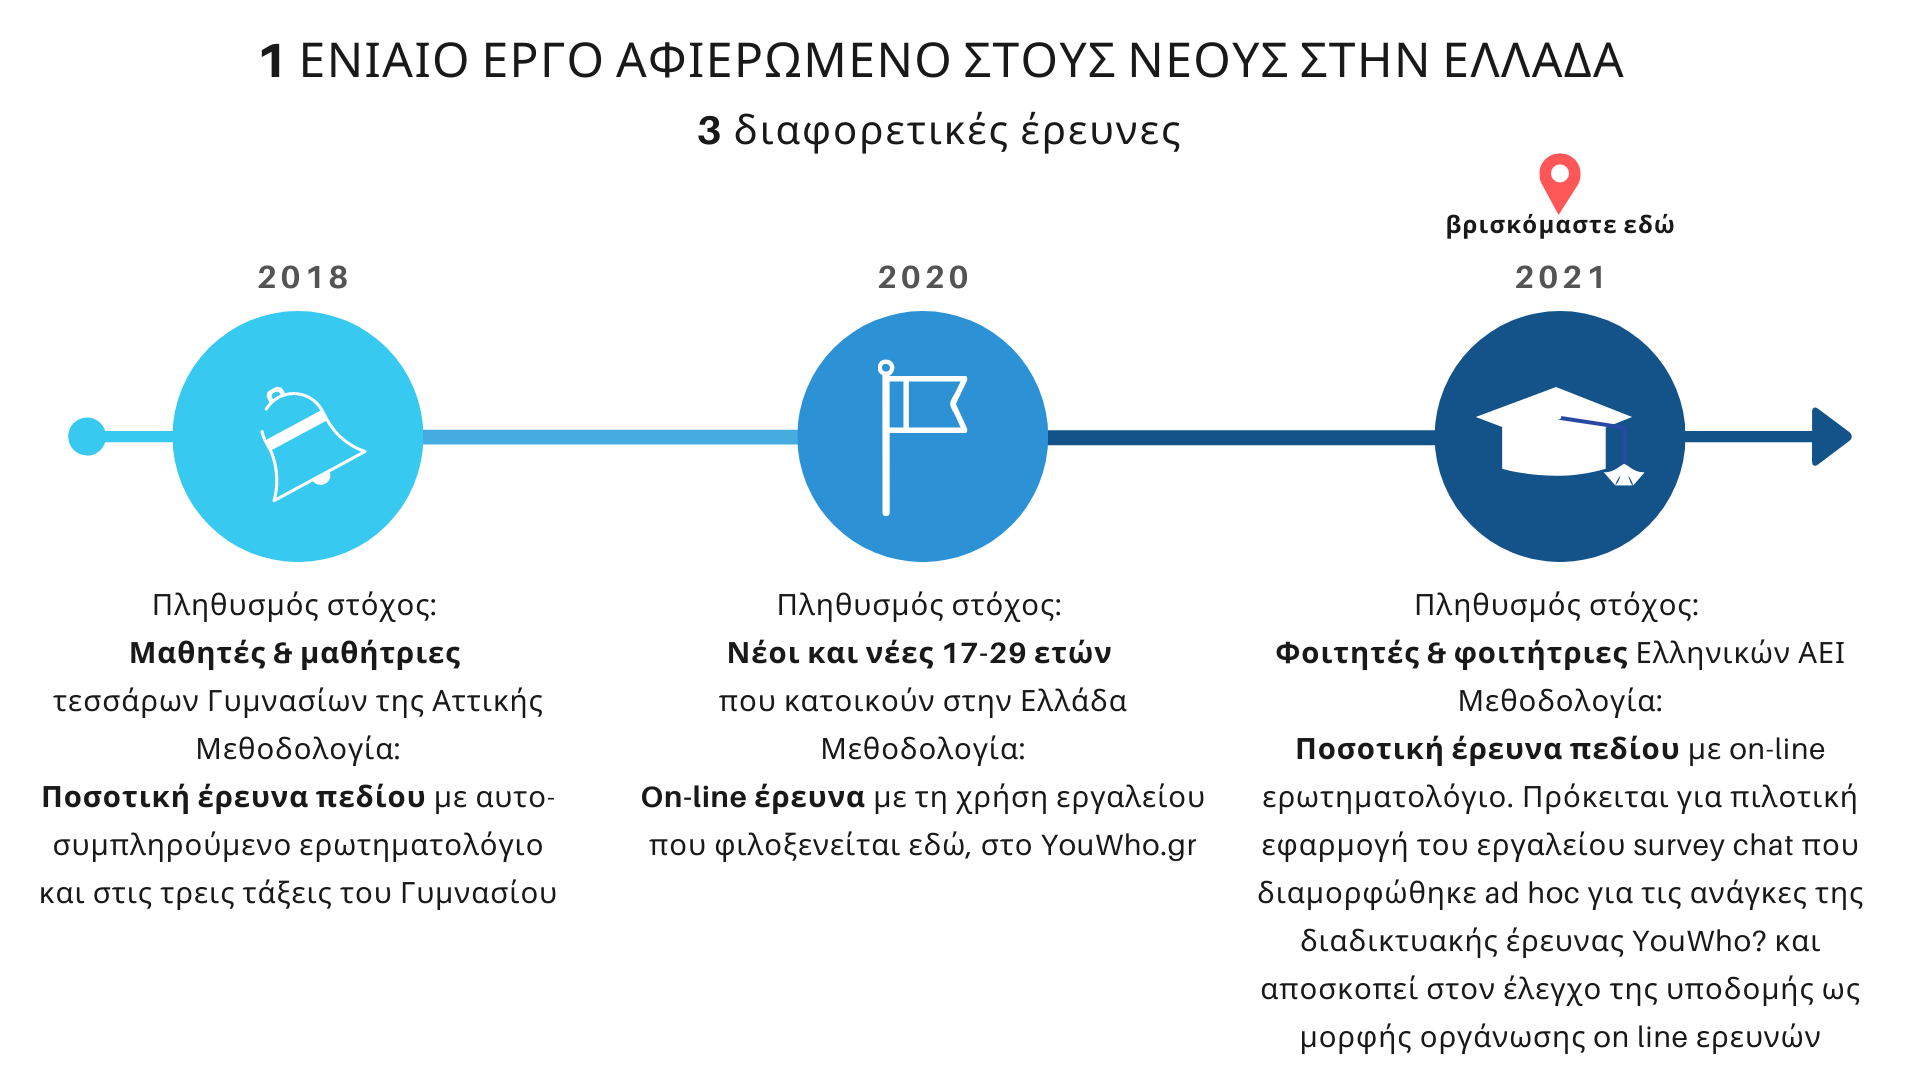 1 ΕΝΙΑΙΟ ΕΡΓΟ ΑΦΙΕΡΩΜΕΝΟ ΣΤΟΥΣ ΝΕΟΥΣ ΣΤΗΝ ΕΛΛΑΔΑ
3 διαφορετικές έρευνες
βρισκόμαστε εδώ
2018
Πληθυσμός στόχος:
Μαθητές & μαθήτριες
τεσσάρων Γυμνασίων της Αττικής
Μεθοδολογία:
Ποσοτική έρευνα πεδίου με αυτο-
συμπληρούμενο ερωτηματολόγιο
και στις τρεις τάξεις του Γυμνασίου
2020
Πληθυσμός στόχος:
Νέοι και νέες 17-29 ετών
που κατοικούν στην Ελλάδα
Μεθοδολογία:
On-line έρευνα με τη χρήση εργαλείου
που φιλοξενείται εδώ, στο YouWho.gr
2021
Πληθυσμός στόχος:
Φοιτητές & φοιτήτριες Ελληνικών ΑΕΙ
Μεθοδολογία:
Ποσοτική έρευνα πεδίου με on-line
ερωτηματολόγιο. Πρόκειται για πιλοτική
εφαρμογή του εργαλείου survey chat που
διαμορφώθηκε ad hoc για τις ανάγκες της
διαδικτυακής έρευνας YouWho? και
αποσκοπεί στον έλεγχο της υποδομής ως
μορφής οργάνωσης on line ερευνών